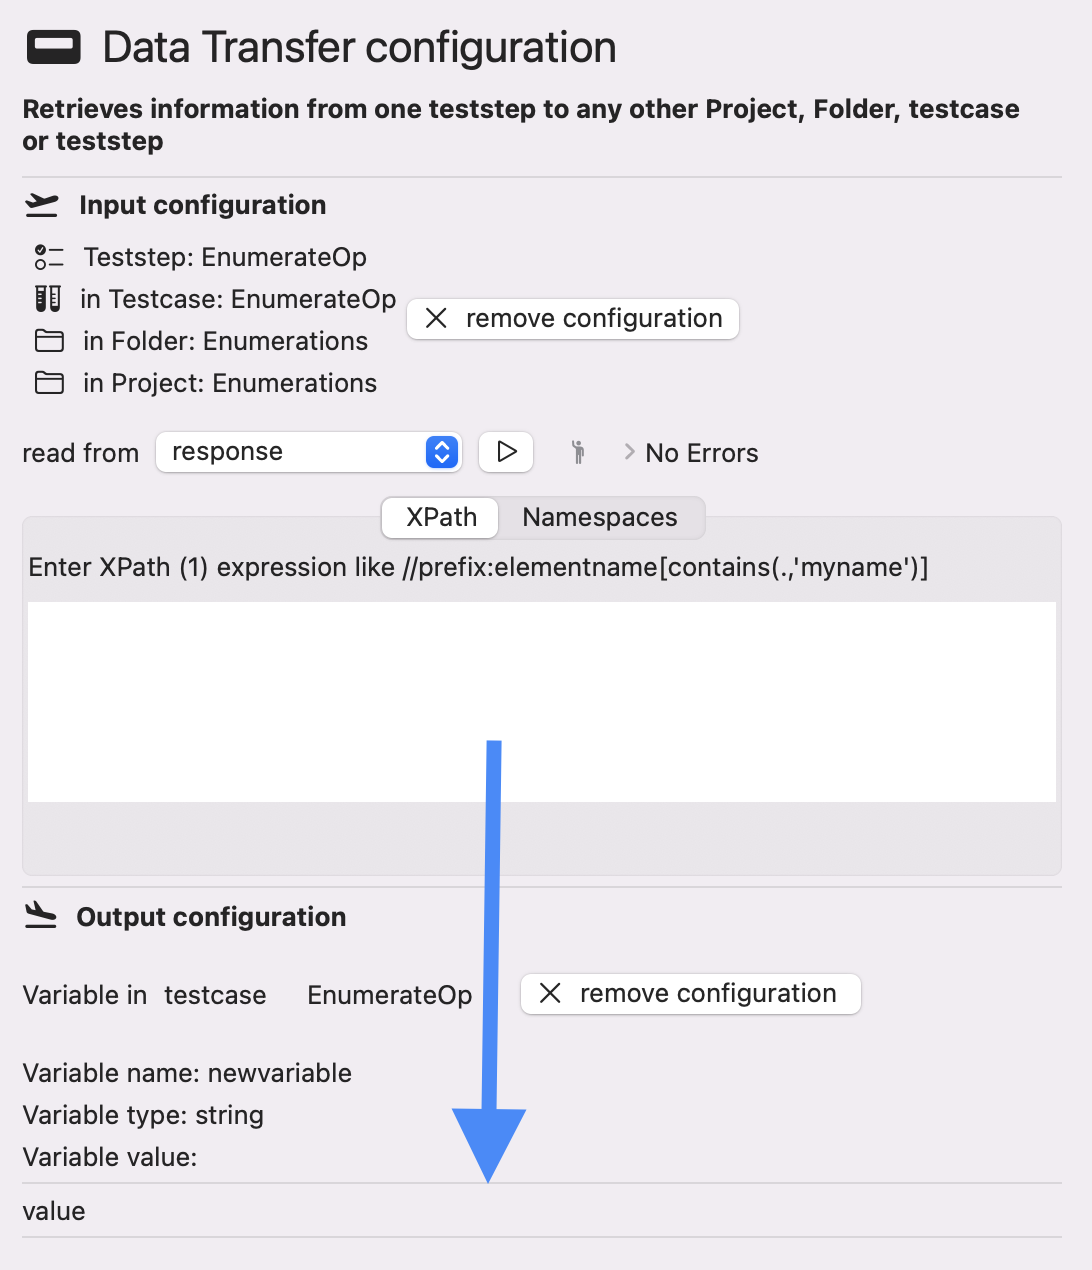 Data Transfer configuration
Retrieves information from one teststep to any other Project, Folder, testcase
or teststep
Input configuration
Teststep: EnumerateOp
in Testcase: EnumerateOp
remove configuration
in Folder: Enumerations
in Project: Enumerations
read from response No Errors
XPath Namespaces
Enter XPath (1) expression like //prefix:elementname[contains(.,'myname')]
Output configuration
Variable in testcase EnumerateOp remove configuration
Variable name: newvariable
Variable type: string
Variable value:
value